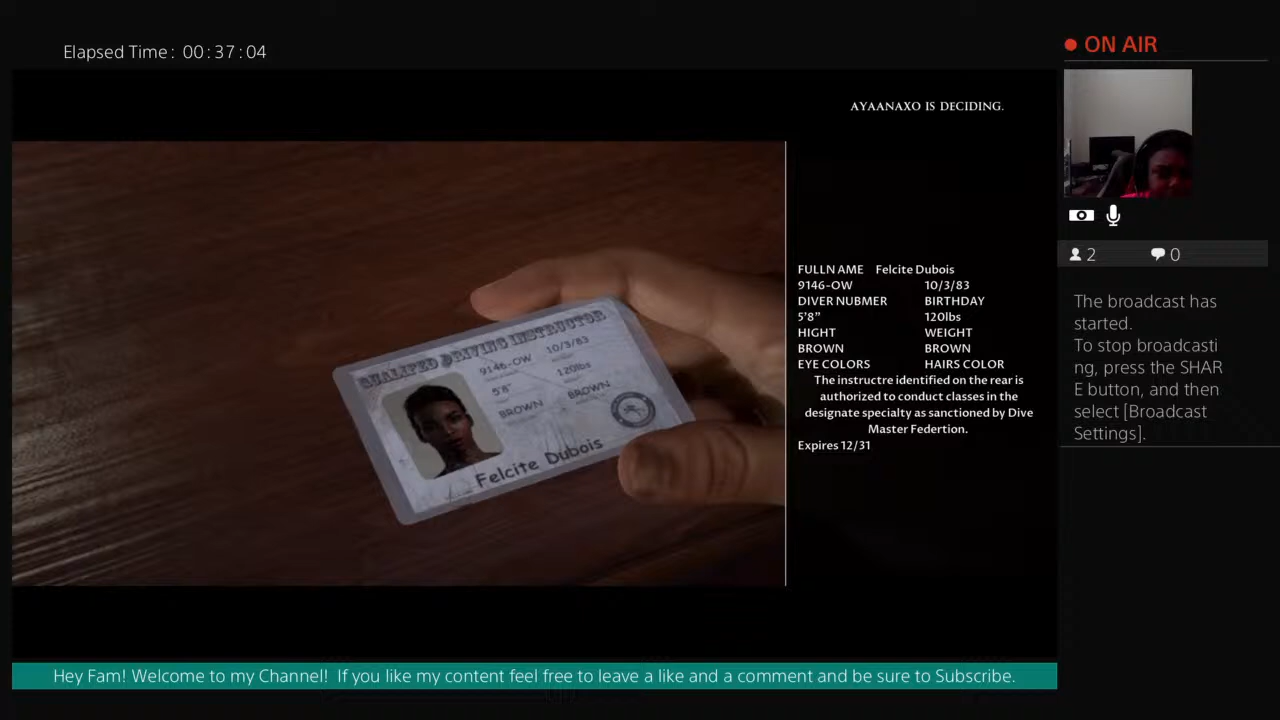 Elapsed Time: 00:37:04
ON AIR
AYAANAXO IS DECIDING.
2
0
QUALIFED DRIVING INSTRUCTOR
9146-OW 10/3/83
5'8" 120lbs
BROWN BROWN
Felcite Dubois
FULLN AME Felcite Dubois
9146-OW 10/3/83
DIVER NUBMER BIRTHDAY
5'8" 120lbs
HIGHT WEIGHT
BROWN BROWN
EYE COLORS HAIRS COLOR
The instructre identified on the rear is
authorized to conduct classes in the
designate specialty as sanctioned by Dive
Master Federtion.
Expires 12/31
The broadcast has
started.
To stop broadcasti
ng, press the SHAR
E button, and then
select [Broadcast
Settings].
Hey Fam! Welcome to my Channel! If you like my content feel free to leave a like and a comment and be sure to Subscribe.